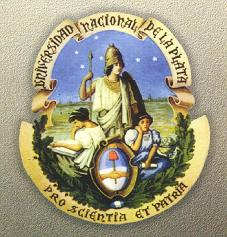 UNIVERSIDAD NACIONAL DE LA PLATA
PRO SCIENTIA ET PATRIA